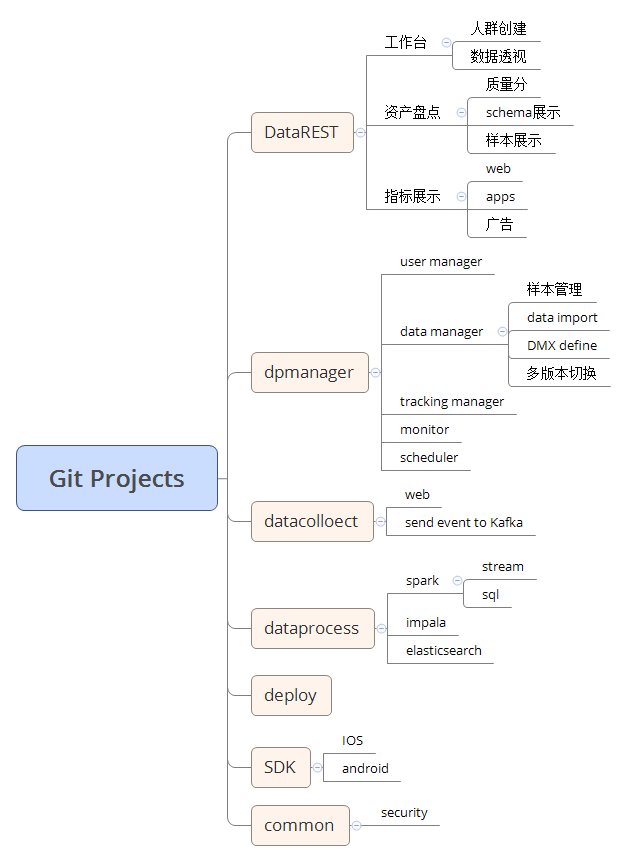 Git Projects
DataREST
工作台
人群创建
数据透视
资产盘点
质量分
schema展示
样本展示
指标展示
web
apps
广告
dpmanager
user manager
data manager
样本管理
data import
DMX define
多版本切换
tracking manager
monitor
scheduler
datacolloect
web
send event to Kafka
dataprocess
spark
stream
sql
impala
elasticsearch
deploy
SDK
IOS
android
common
security